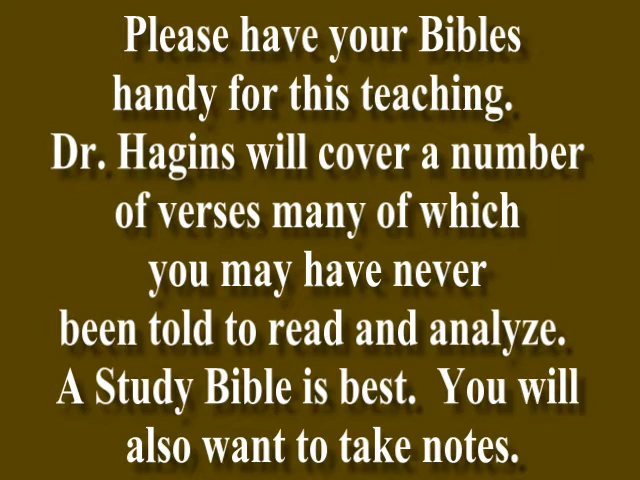 Please have your Bibles
handy for this teaching.
Dr. Hagins will cover a number
of verses many of which
you may have never
been told to read and analyze.
A Study Bible is best.  You will
also want to take notes.